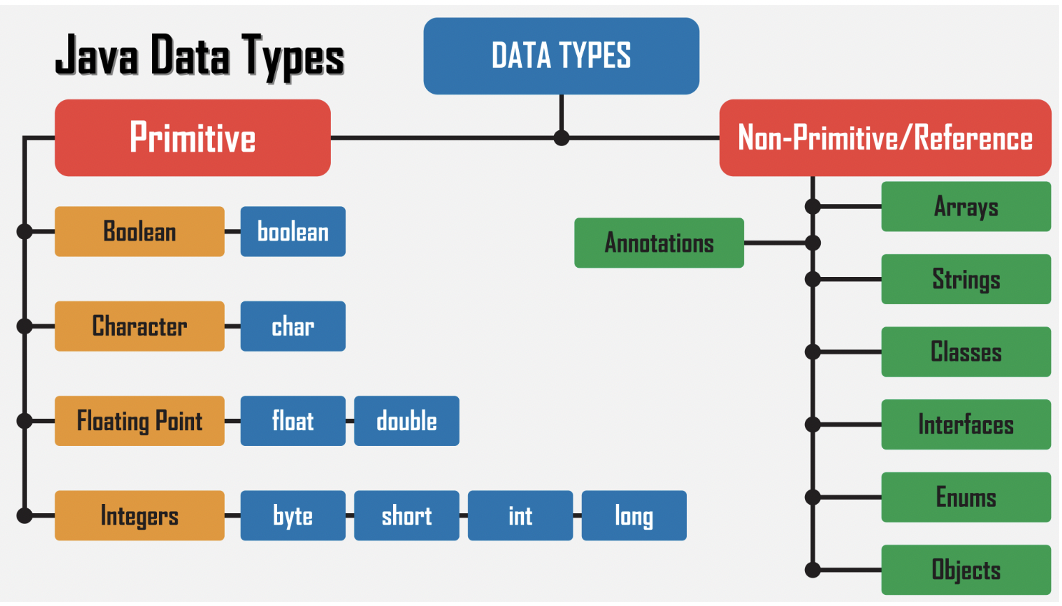 Java Data Types
DATA TYPES
Primitive
Non-Primitive/Reference
Boolean boolean
Character char
Floating Point float double
Integers byte short int long
Annotations
Arrays
Strings
Classes
Interfaces
Enums
Objects